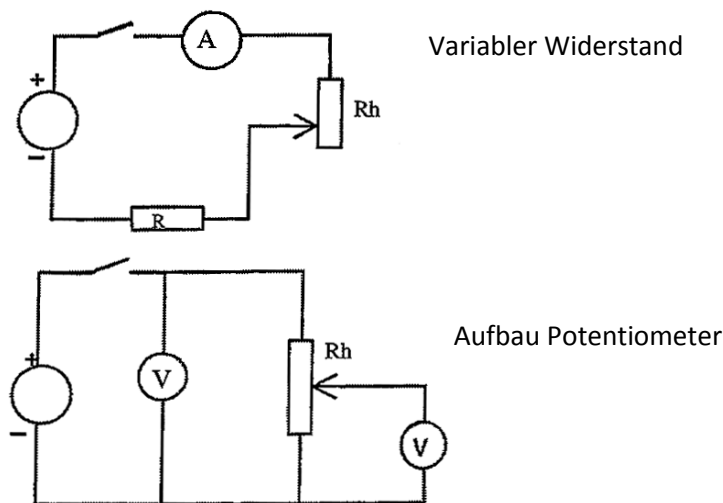 A
Variabler Widerstand
+
Rh
−
R
Aufbau Potentiometer
+
V
Rh
−
V